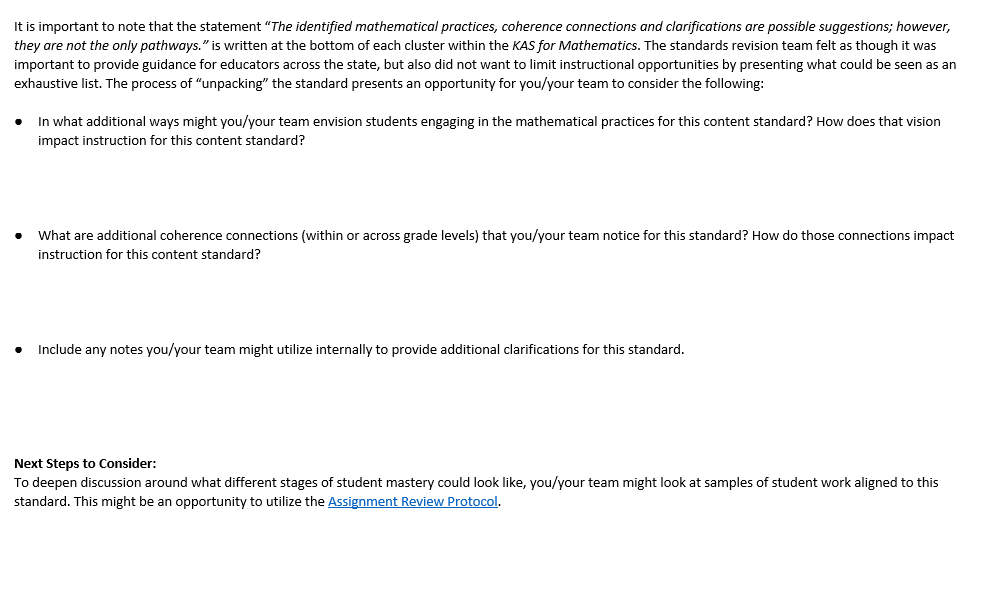 It is important to note that the statement “The identified mathematical practices, coherence connections and clarifications are possible suggestions; however,
they are not the only pathways.” is written at the bottom of each cluster within the KAS for Mathematics. The standards revision team felt as though it was
important to provide guidance for educators across the state, but also did not want to limit instructional opportunities by presenting what could be seen as an
exhaustive list. The process of “unpacking” the standard presents an opportunity for you/your team to consider the following:
● In what additional ways might you/your team envision students engaging in the mathematical practices for this content standard? How does that vision
impact instruction for this content standard?
● What are additional coherence connections (within or across grade levels) that you/your team notice for this standard? How do those connections impact
instruction for this content standard?
● Include any notes you/your team might utilize internally to provide additional clarifications for this standard.
Next Steps to Consider:
To deepen discussion around what different stages of student mastery could look like, you/your team might look at samples of student work aligned to this
standard. This might be an opportunity to utilize the Assignment Review Protocol.